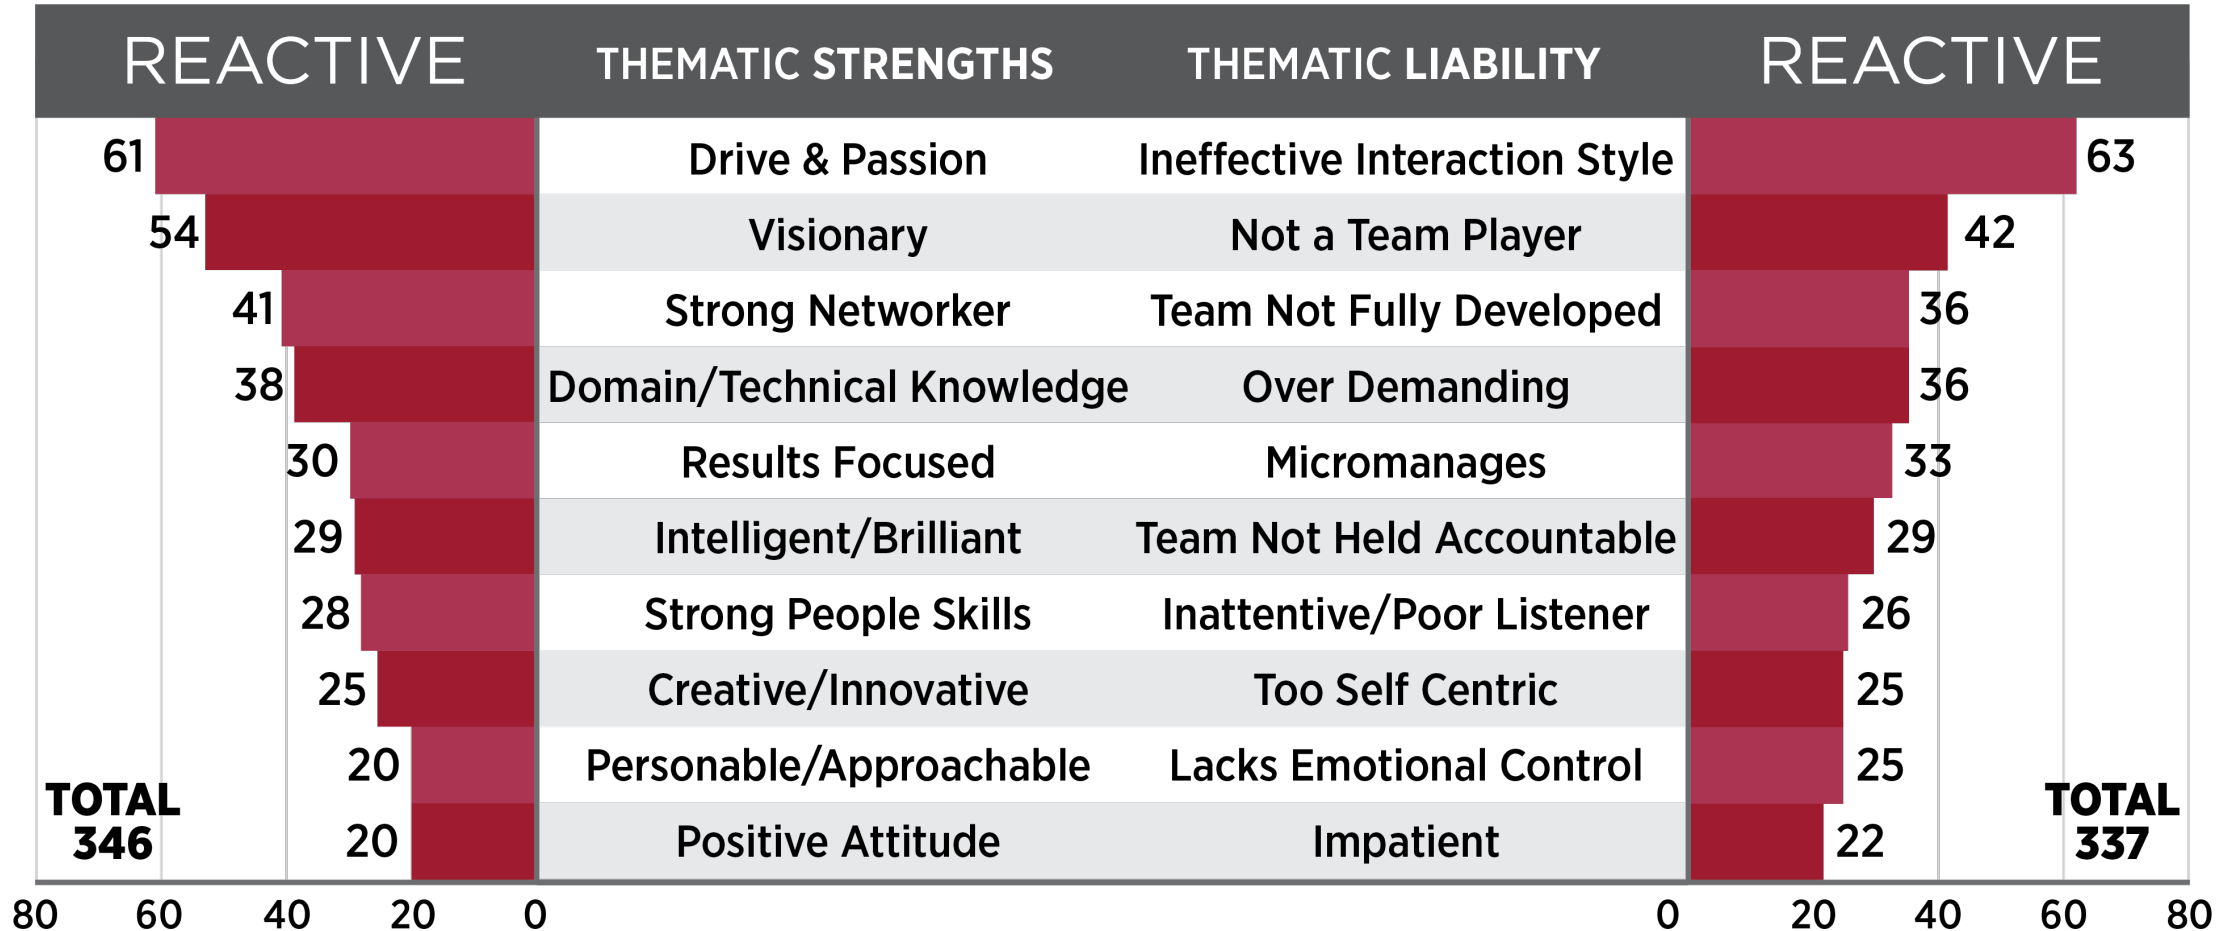 REACTIVE THEMATIC STRENGTHS THEMATIC LIABILITY REACTIVE
61 Drive & Passion Ineffective Interaction Style 63
54 Visionary Not a Team Player 42
41 Strong Networker Team Not Fully Developed 36
38 Domain/Technical Knowledge Over Demanding 36
30 Results Focused Micromanages 33
29 Intelligent/Brilliant Team Not Held Accountable 29
28 Strong People Skills Inattentive/Poor Listener 26
25 Creative/Innovative Too Self Centric 25
20 Personable/Approachable Lacks Emotional Control 25
TOTAL TOTAL
346 20 Positive Attitude Impatient 22 337
80 60 40 20 0 0 20 40 60 80